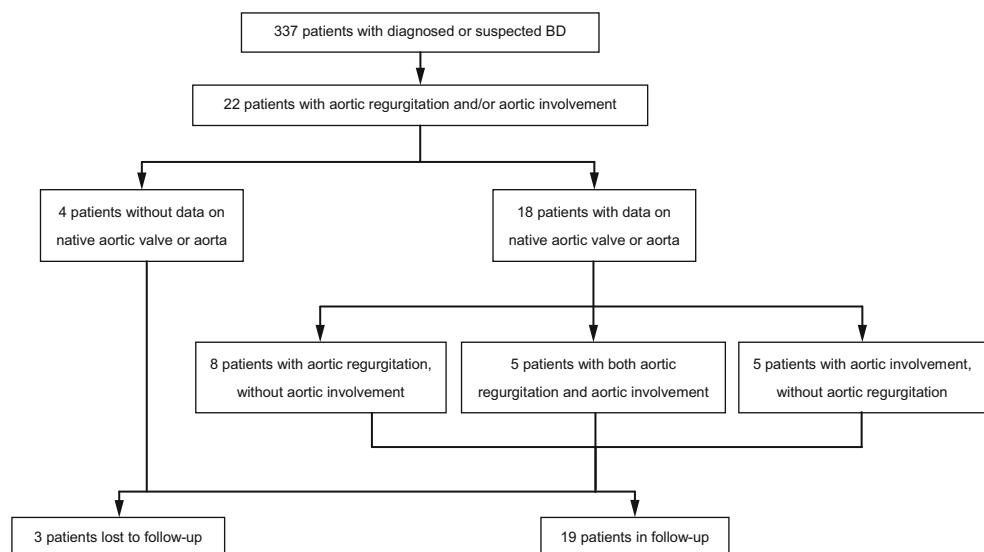 337 patients with diagnosed or suspected BD
22 patients with aortic regurgitation and/or aortic involvement
4 patients without data on
native aortic valve or aorta
18 patients with data on
native aortic valve or aorta
8 patients with aortic regurgitation,
without aortic involvement
5 patients with both aortic
regurgitation and aortic involvement
5 patients with aortic involvement,
without aortic regurgitation
3 patients lost to follow-up
19 patients in follow-up